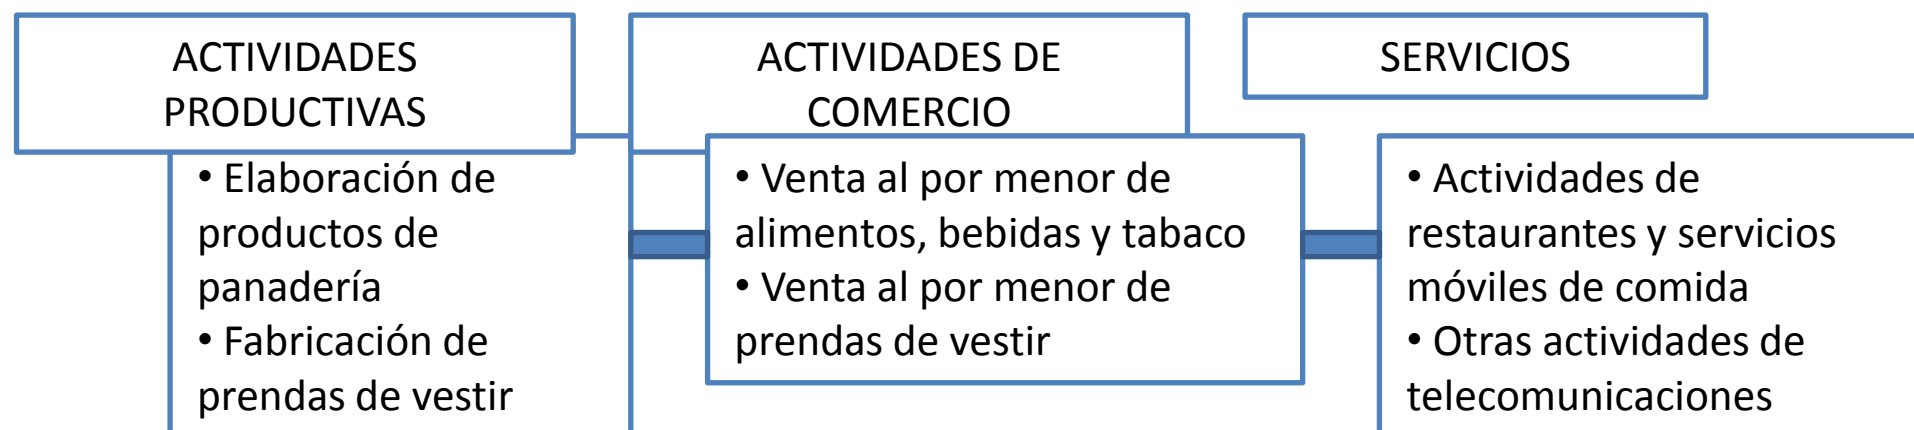 ACTIVIDADES
PRODUCTIVAS
• Elaboración de
productos de
panadería
• Fabricación de
prendas de vestir
ACTIVIDADES DE
COMERCIO
• Venta al por menor de
alimentos, bebidas y tabaco
• Venta al por menor de
prendas de vestir
SERVICIOS
• Actividades de
restaurantes y servicios
móviles de comida
• Otras actividades de
telecomunicaciones